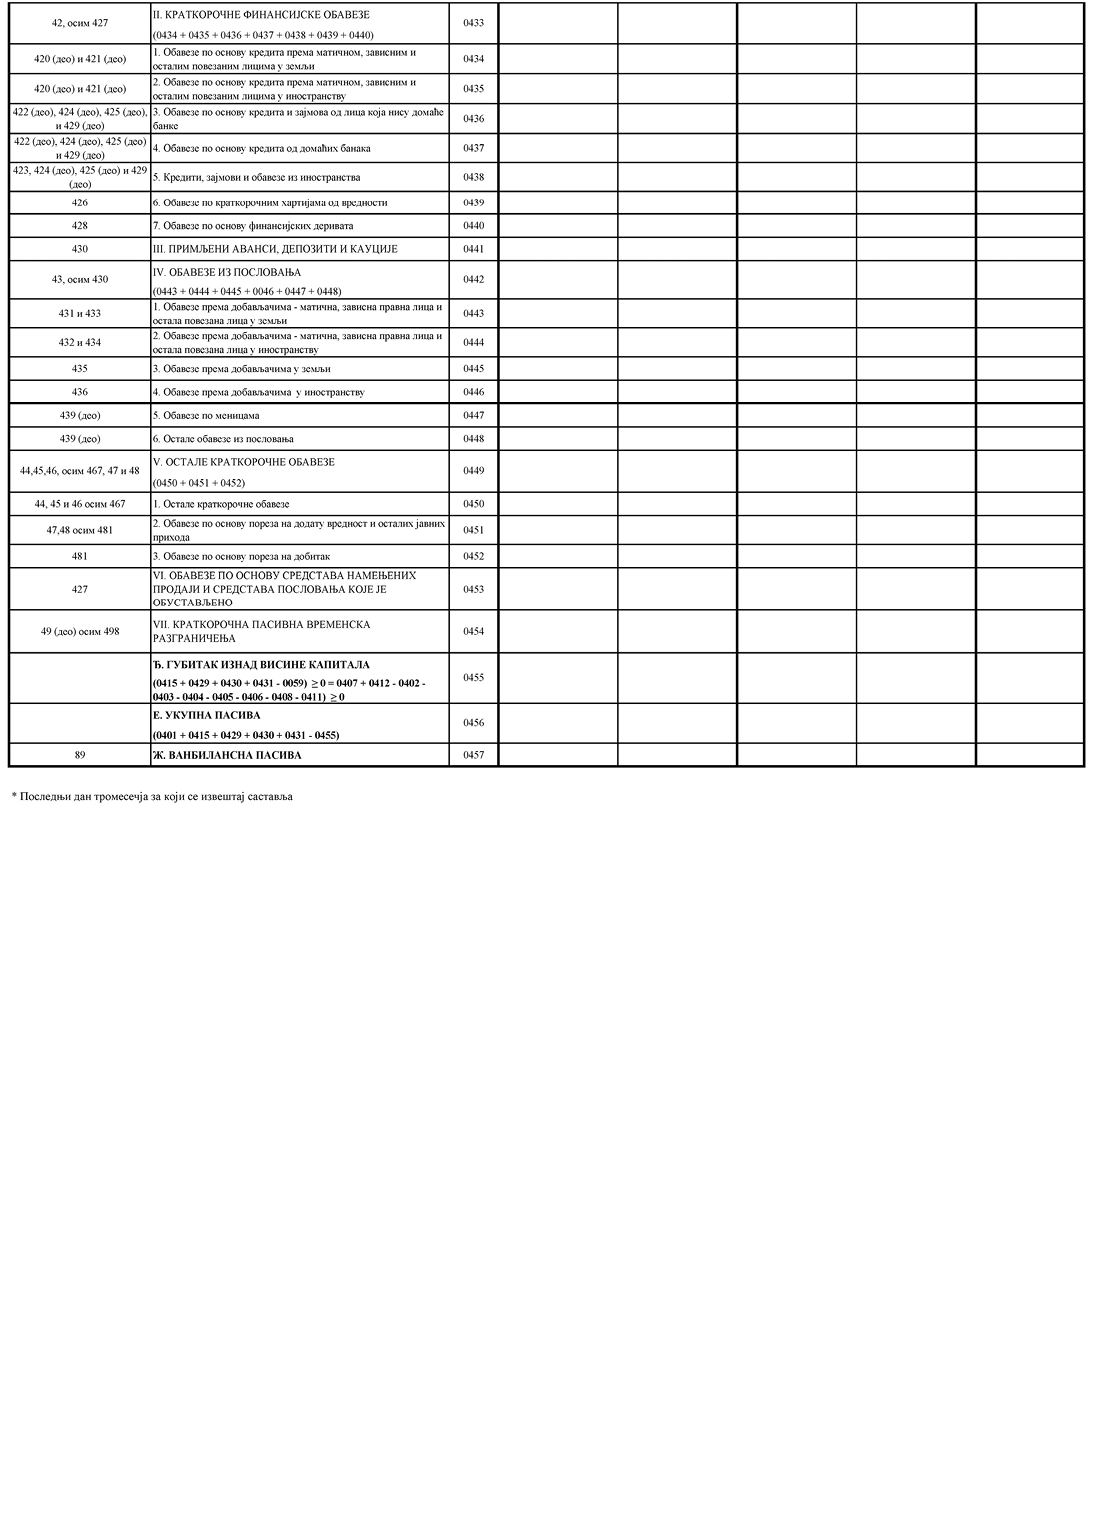 42, осим 427
II. КРАТКОРОЧНЕ ФИНАНСИЈСКЕ ОБАВЕЗЕ
(0434 + 0435 + 0436 + 0437 + 0438 + 0439 + 0440)
0433
420 (део) и 421 (део)
1. Обавезе по основу кредита према матичном, зависним и
осталим повезаним лицима у земљи
0434
420 (део) и 421 (део)
2. Обавезе по основу кредита према матичном, зависним и
осталим повезаним лицима у иностранству
0435
422 (део), 424 (део), 425 (део),
и 429 (део)
3. Обавезе по основу кредита и зајмова од лица која нису домаће
банке
0436
422 (део), 424 (део), 425 (део)
и 429 (део)
4. Обавезе по основу кредита од домаћих банака
0437
423, 424 (део), 425 (део) и 429
(део)
5. Кредити, зајмови и обавезе из иностранства
0438
426
6. Обавезе по краткорочним хартијама од вредности
0439
428
7. Обавезе по основу финансијских деривата
0440
430
III. ПРИМЉЕНИ АВАНСИ, ДЕПОЗИТИ И КАУЦИЈЕ
0441
43, осим 430
IV. ОБАВЕЗЕ ИЗ ПОСЛОВАЊА
(0443 + 0444 + 0445 + 0046 + 0447 + 0448)
0442
431 и 433
1. Обавезе према добављачима - матична, зависна правна лица и
остала повезана лица у земљи
0443
432 и 434
2. Обавезе према добављачима - матична, зависна правна лица и
остала повезана лица у иностранству
0444
435
3. Обавезе према добављачима у земљи
0445
436
4. Обавезе према добављачима  у иностранству
0446
439 (део)
5. Обавезе по меницама
0447
439 (део)
6. Остале обавезе из пословања
0448
44,45,46, осим 467, 47 и 48
V. ОСТАЛЕ КРАТКОРОЧНЕ ОБАВЕЗЕ
(0450 + 0451 + 0452)
0449
44, 45 и 46 осим 467
1. Остале краткорочне обавезе
0450
47,48 осим 481
2. Обавезе по основу пореза на додату вредност и осталих јавних
прихода
0451
481
3. Обавезе по основу пореза на добитак
0452
427
VI. ОБАВЕЗЕ ПО ОСНОВУ СРЕДСТАВА НАМЕЊЕНИХ
ПРОДАЈИ И СРЕДСТАВА ПОСЛОВАЊА КОЈЕ ЈЕ
ОБУСТАВЉЕНО
0453
49 (део) осим 498
VII. КРАТКОРОЧНА ПАСИВНА ВРЕМЕНСКА
РАЗГРАНИЧЕЊА
0454
Ђ. ГУБИТАК ИЗНАД ВИСИНЕ КАПИТАЛА
(0415 + 0429 + 0430 + 0431 - 0059) ≥ 0 = 0407 + 0412 - 0402 -
0403 - 0404 - 0405 - 0406 - 0408 - 0411) ≥ 0
0455
Е. УКУПНА ПАСИВА
(0401 + 0415 + 0429 + 0430 + 0431 - 0455)
0456
89
Ж. ВАНБИЛАНСНА ПАСИВА
0457
* Последњи дан тромесечја за који се извештај саставља